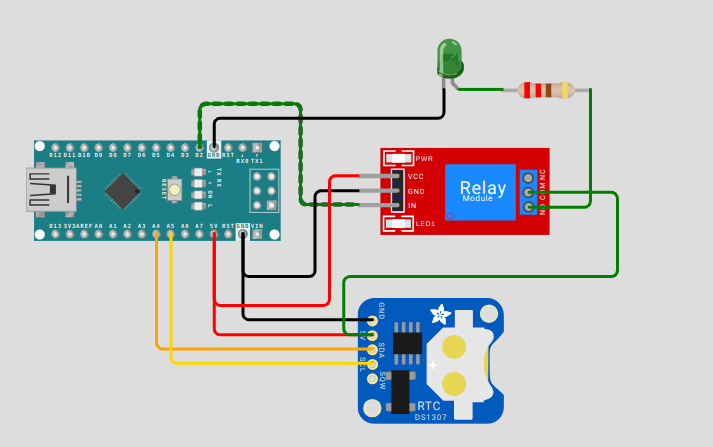 D12 D11 D10 D9 D8 D7 D6 D5 D4 D3 D2 GND RST RX0 TX1
RESET
TX RX
ON L
D13 3V3 AREF A0 A1 A2 A3 A4 A5 A6 A7 5V RST GND VIN
PWR
VCC
GND
IN
LED1
Relay
Module
NC
COM
NO
GND
5V
SDA
SCL
SQW
RTC
DS1307